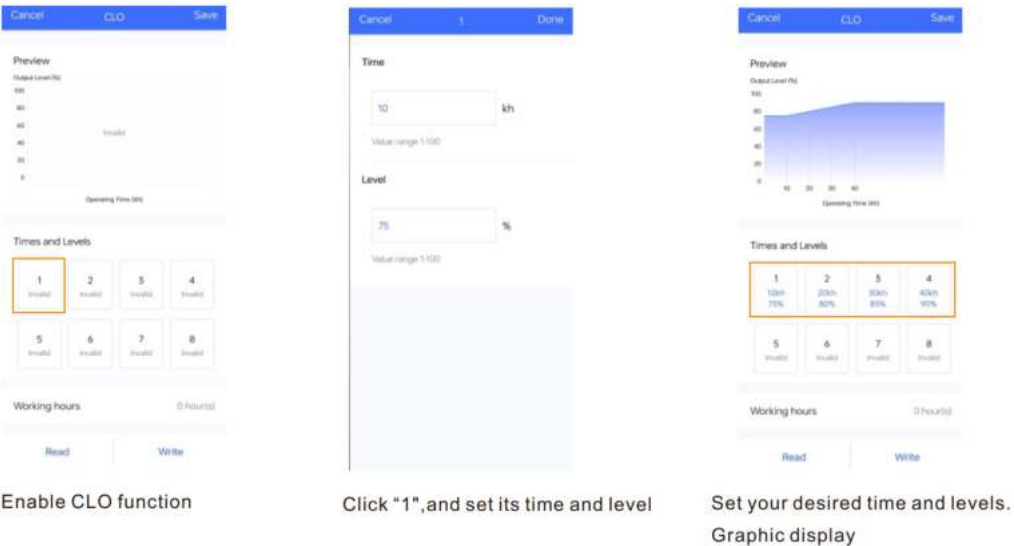 Cancel CLO Save
Preview
Output Level (%)
100
80
60
40
20
0
Invalid
Operating Time (kh)
Times and Levels
1 2 3 4
Invalid Invalid Invalid Invalid
5 6 7 8
Invalid Invalid Invalid Invalid
Working hours 0 hour(s)
Read Write
Enable CLO function
Cancel 1 Done
Time
10 kh
Value range 1-100
Level
75 %
Value range 1-100
Click “1",and set its time and level
Cancel CLO Save
Preview
Output Level (%)
100
80
60
40
20
0
10 20 30 40
Operating Time (kh)
Times and Levels
1 2 3 4
10kh 20kh 30kh 40kh
75% 80% 85% 90%
5 6 7 8
Invalid Invalid Invalid Invalid
Working hours 0 hour(s)
Read Write
Set your desired time and levels.
Graphic display